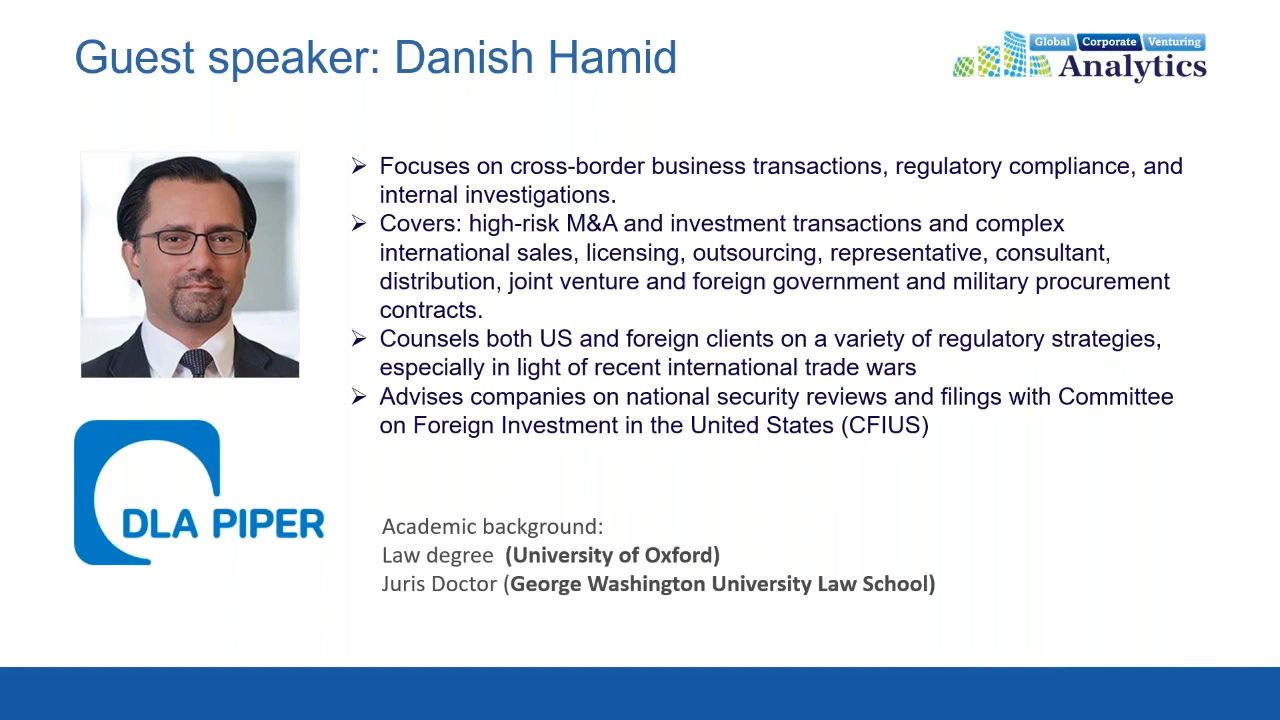 Guest speaker: Danish Hamid
Global Corporate Venturing
Analytics
➢ Focuses on cross-border business transactions, regulatory compliance, and
internal investigations.
➢ Covers: high-risk M&A and investment transactions and complex
international sales, licensing, outsourcing, representative, consultant,
distribution, joint venture and foreign government and military procurement
contracts.
➢ Counsels both US and foreign clients on a variety of regulatory strategies,
especially in light of recent international trade wars
➢ Advises companies on national security reviews and filings with Committee
on Foreign Investment in the United States (CFIUS)
DLA PIPER
Academic background:
Law degree (University of Oxford)
Juris Doctor (George Washington University Law School)